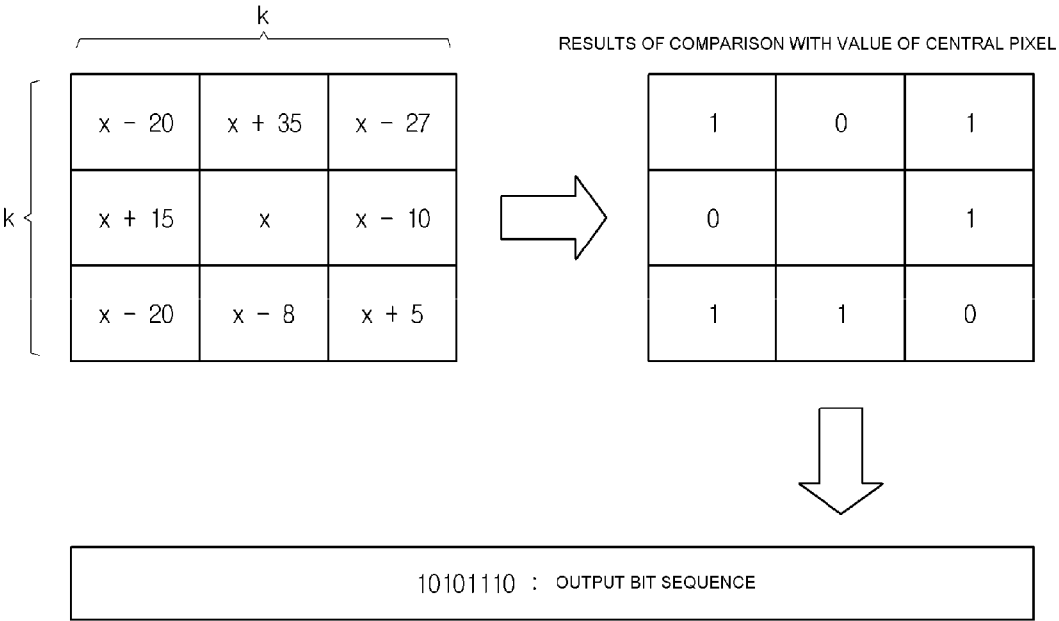 k
RESULTS OF COMPARISON WITH VALUE OF CENTRAL PIXEL
k
x - 20 x + 35 x - 27
x + 15 x x - 10
x - 20 x - 8 x + 5
1 0 1
0 1
1 1 0
10101110 : OUTPUT BIT SEQUENCE